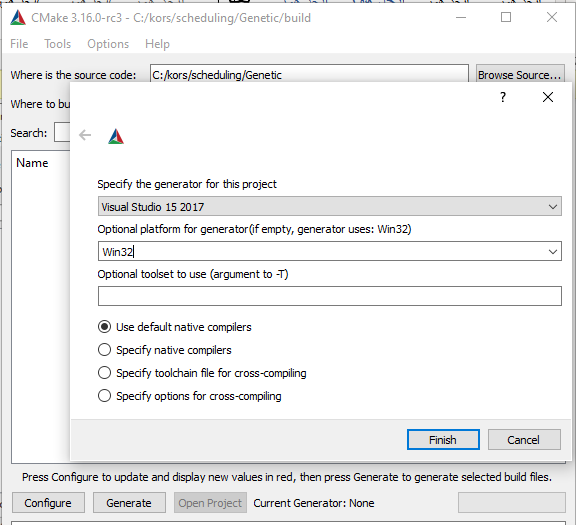 CMake 3.16.0-rc3 - C:/kors/scheduling/Genetic/build
File Tools Options Help
Where is the source code: C:/kors/scheduling/Genetic Browse Source...
Where to bu
?
Search:
Name
Specify the generator for this project
Visual Studio 15 2017
Optional platform for generator(if empty, generator uses: Win32)
Win32
Optional toolset to use (argument to -T)
Use default native compilers
Specify native compilers
Specify toolchain file for cross-compiling
Specify options for cross-compiling
Finish Cancel
Press Configure to update and display new values in red, then press Generate to generate selected build files.
Configure Generate Open Project Current Generator: None